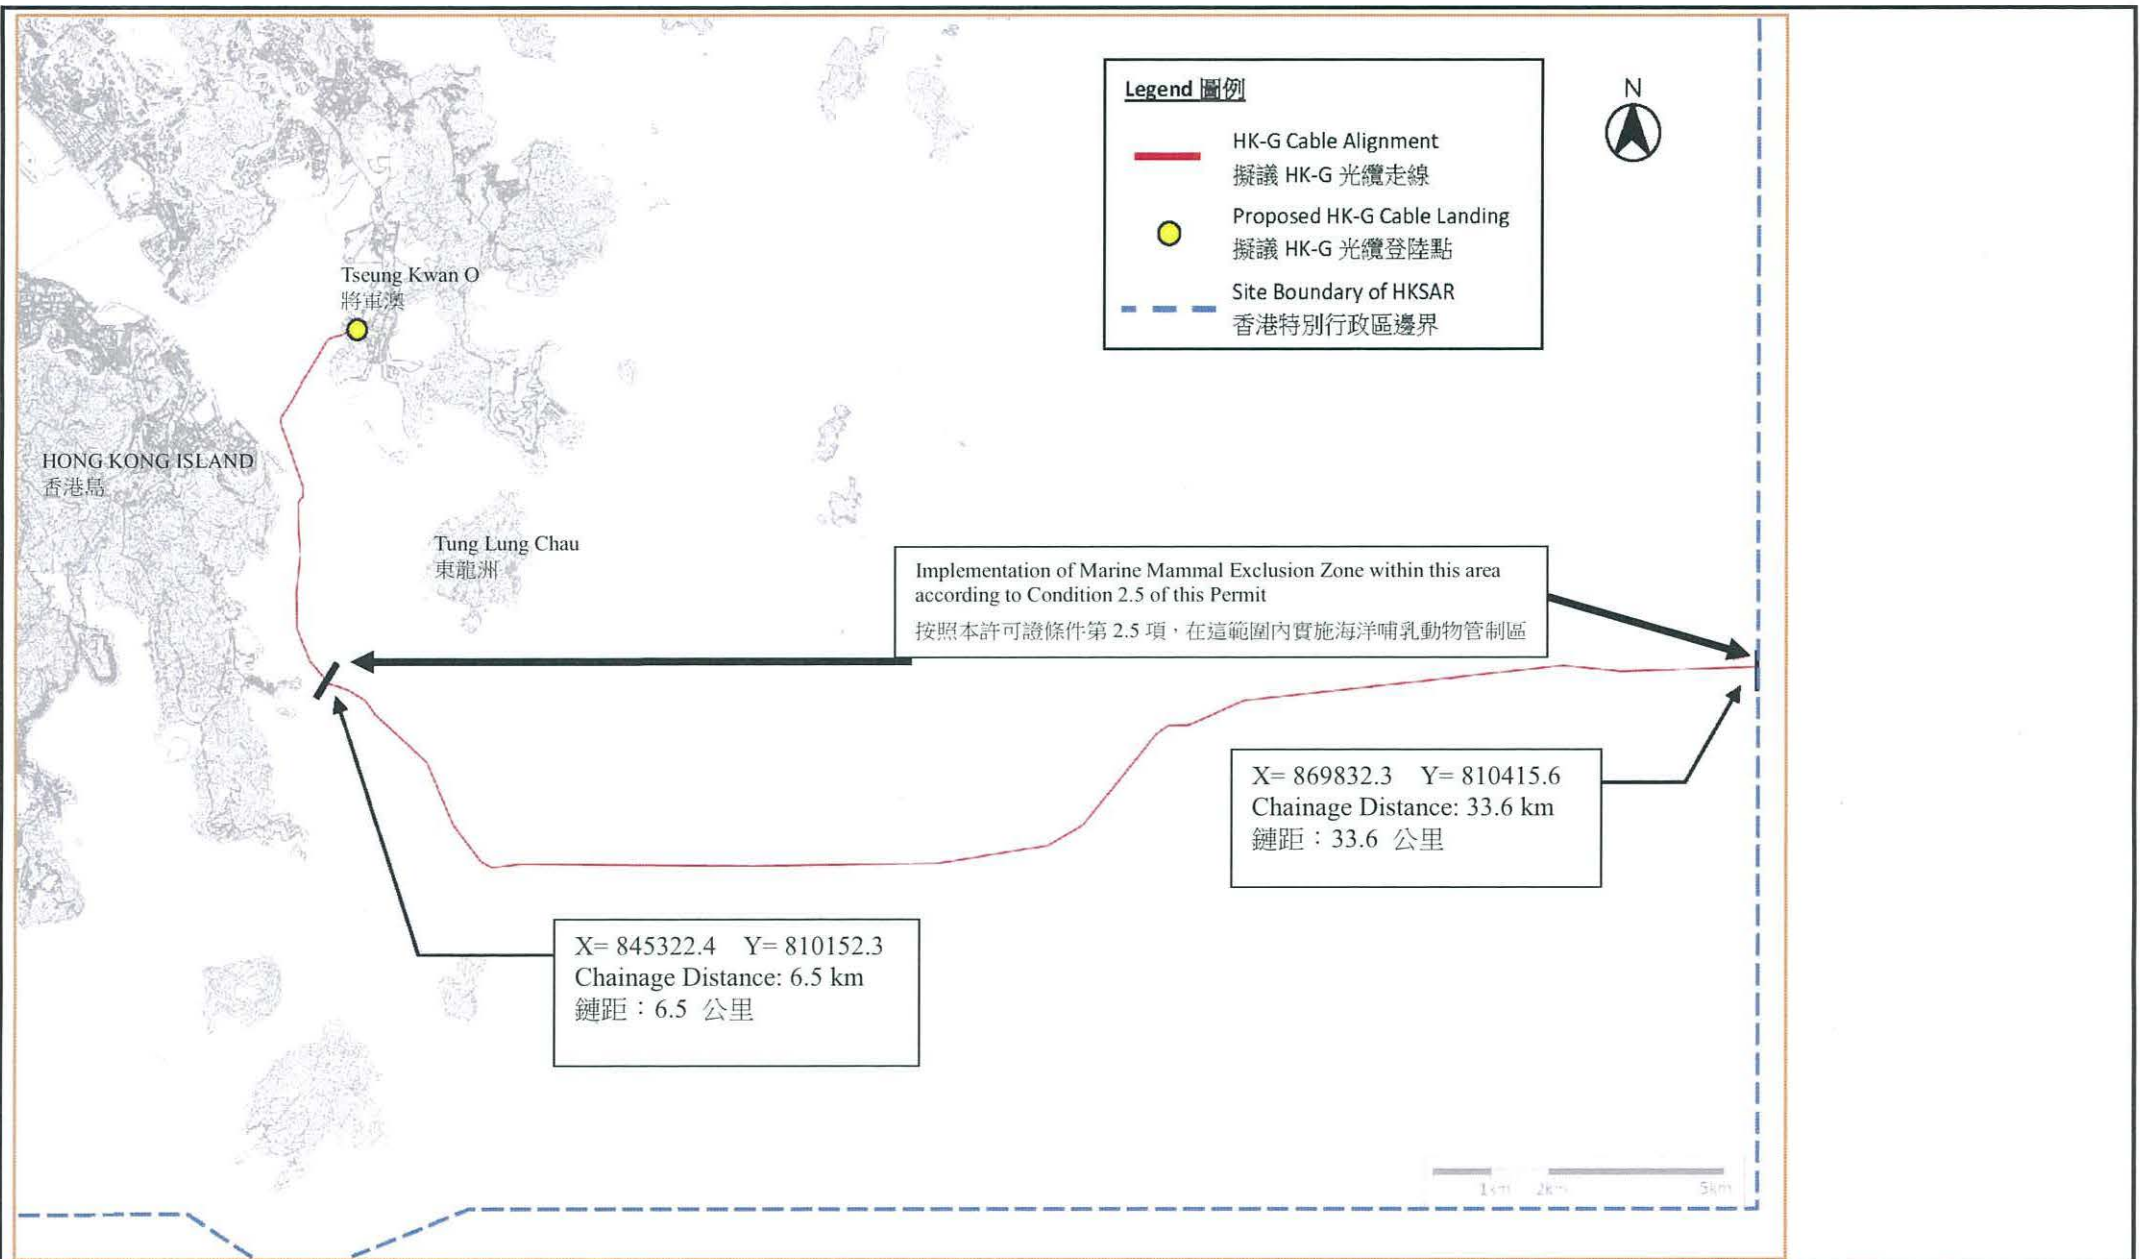 Legend 圖例
HK-G Cable Alignment
擬議 HK-G 光纜走線
Proposed HK-G Cable Landing
擬議 HK-G 光纜登陸點
Site Boundary of HKSAR
香港特別行政區邊界
N
Tseung Kwan O
將軍澳
HONG KONG ISLAND
香港島
Tung Lung Chau
東龍洲
Implementation of Marine Mammal Exclusion Zone within this area
according to Condition 2.5 of this Permit
按照本許可證條件第 2.5 項，在這範圍內實施海洋哺乳動物管制區
X= 869832.3 Y= 810415.6
Chainage Distance: 33.6 km
鏈距：33.6 公里
X= 845322.4 Y= 810152.3
Chainage Distance: 6.5 km
鏈距：6.5 公里
1km 2km 5km